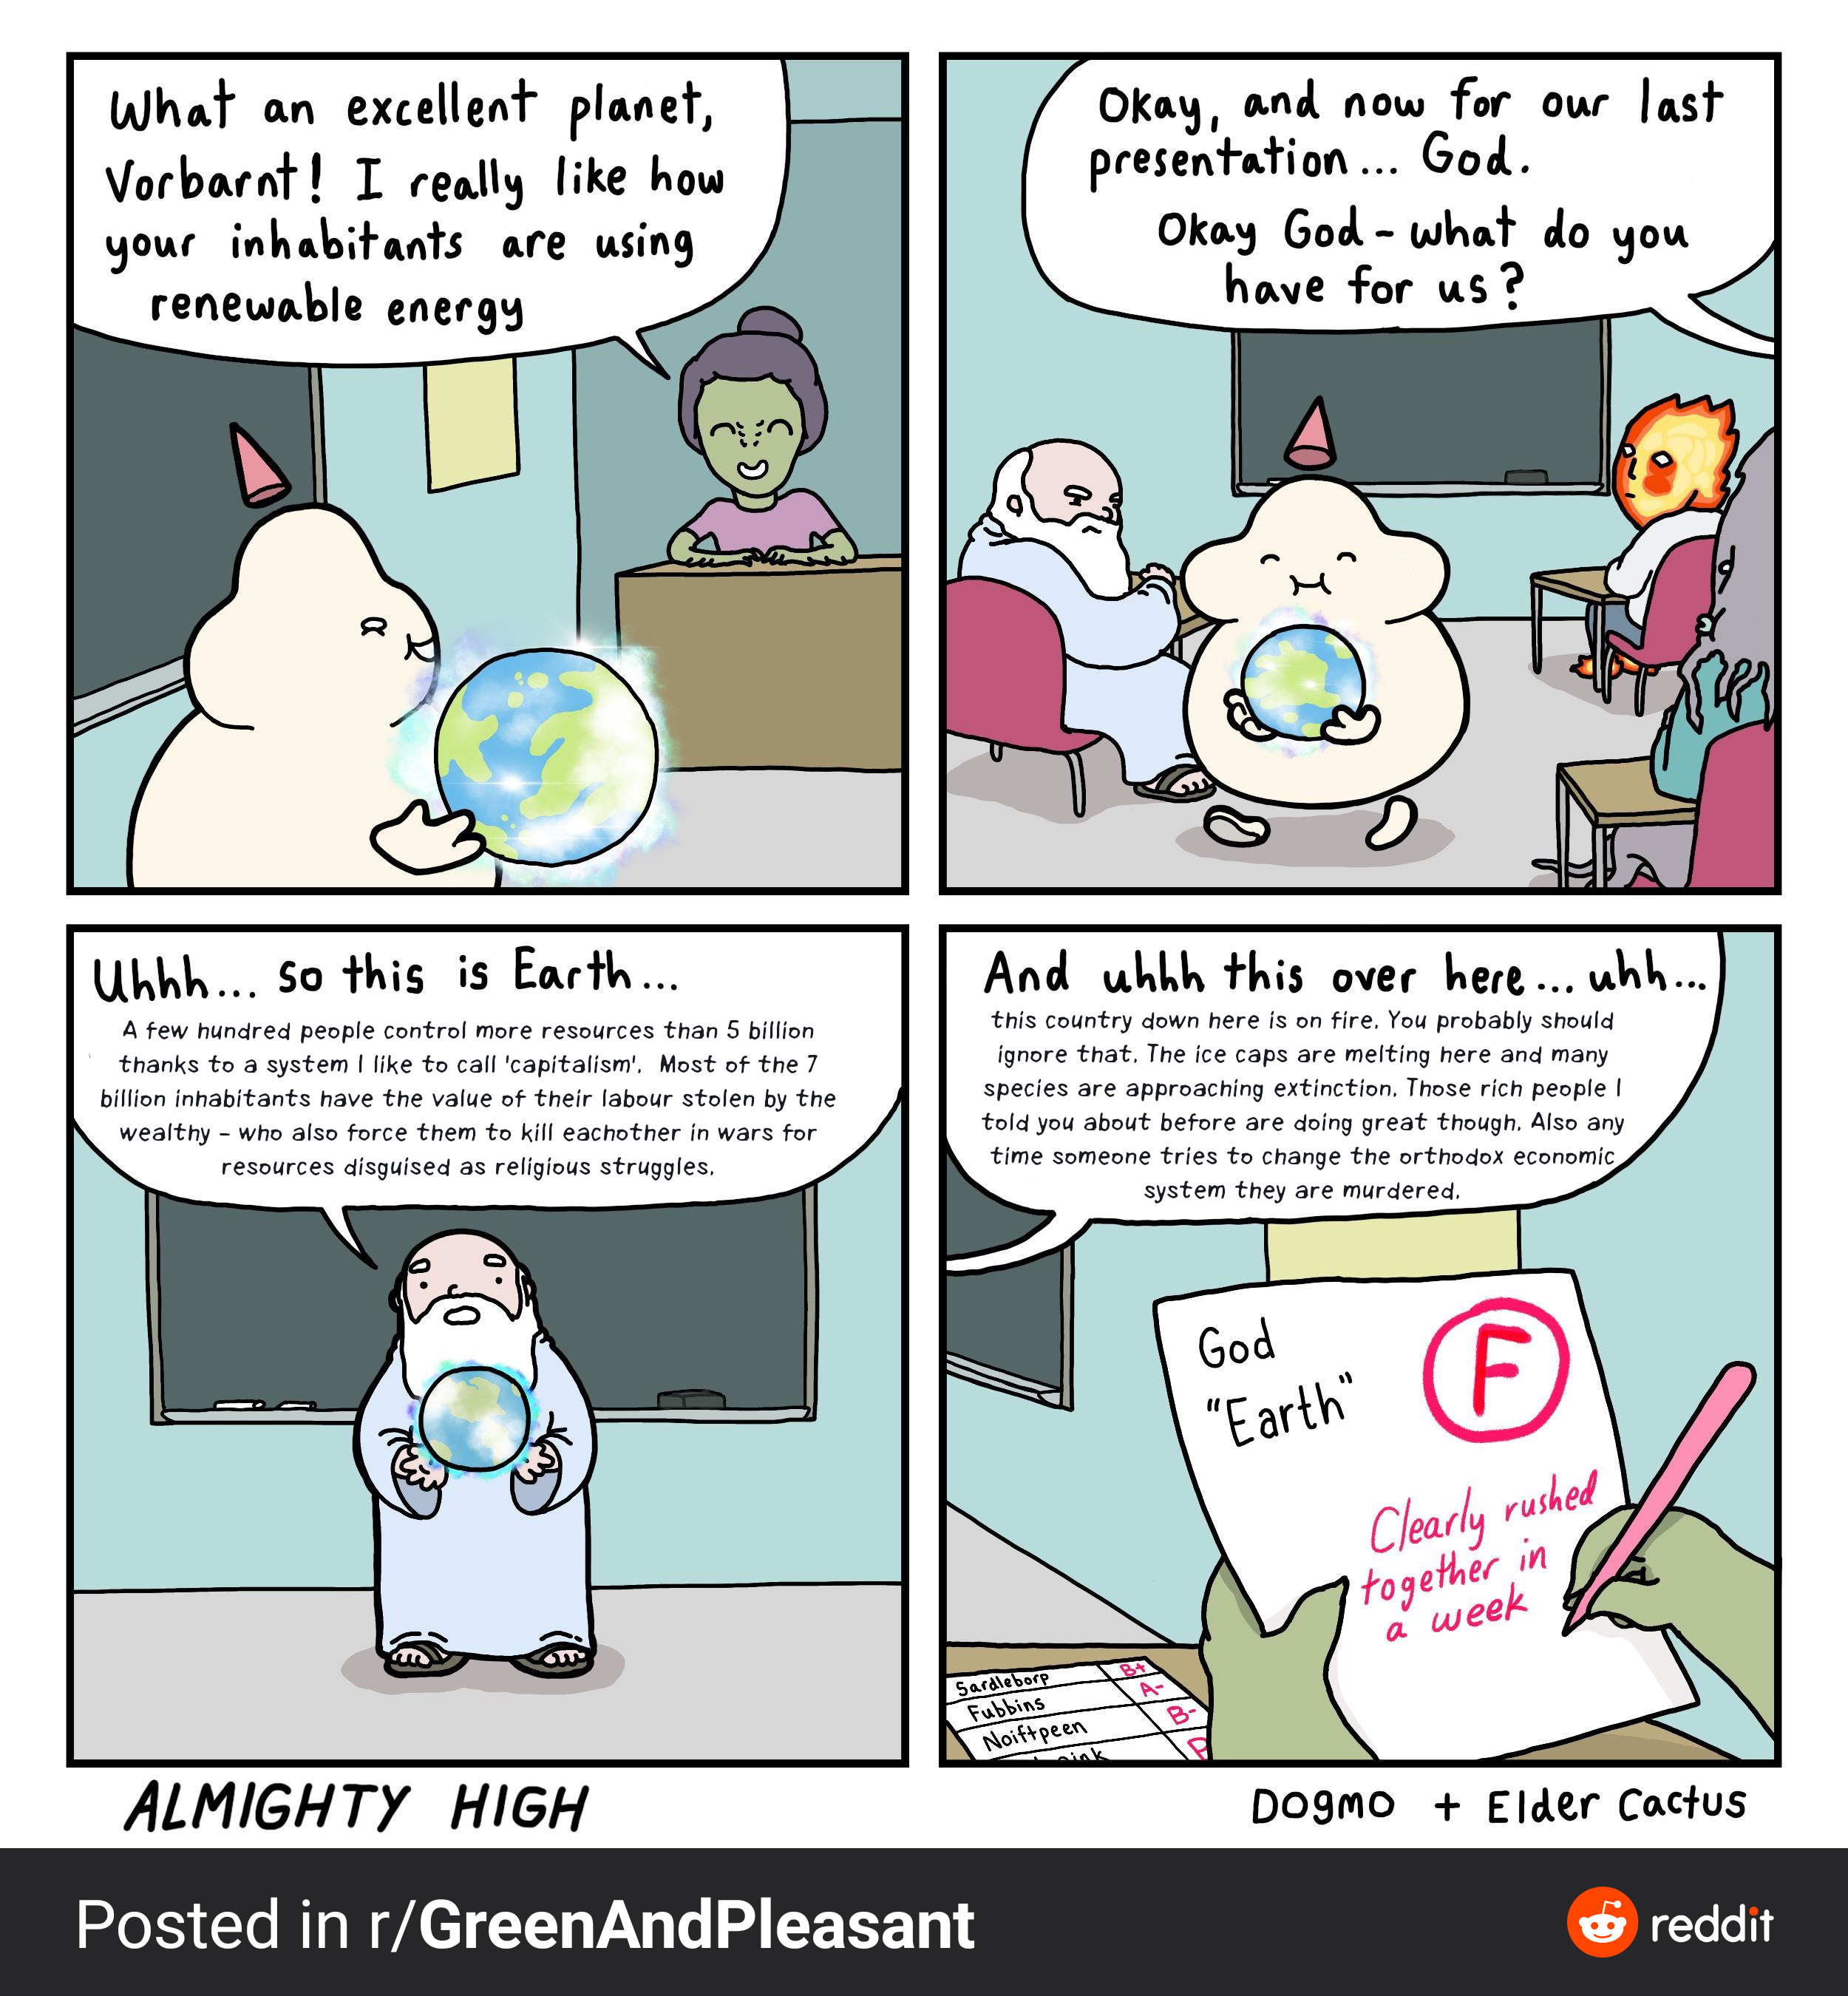 What an excellent planet,
Vorbarnt! I really like how
your inhabitants are using
renewable energy
Okay, and now for our last
presentation... God.
Okay God - what do you
have for us?
Uhhh... so this is Earth...
A few hundred people control more resources than 5 billion
thanks to a system I like to call 'capitalism'. Most of the 7
billion inhabitants have the value of their labour stolen by the
wealthy - who also force them to kill eachother in wars for
resources disguised as religious struggles.
And uhhh this over here... uhh...
this country down here is on fire. You probably should
ignore that. The ice caps are melting here and many
species are approaching extinction. Those rich people I
told you about before are doing great though. Also any
time someone tries to change the orthodox economic
system they are murdered.
God
"Earth"
F
Clearly rushed
together in
a week
Sardleborp B+
Fubbins A-
Noiftpeen B-
ALMIGHTY HIGH
Dogmo + Elder Cactus
Posted in r/GreenAndPleasant
reddit